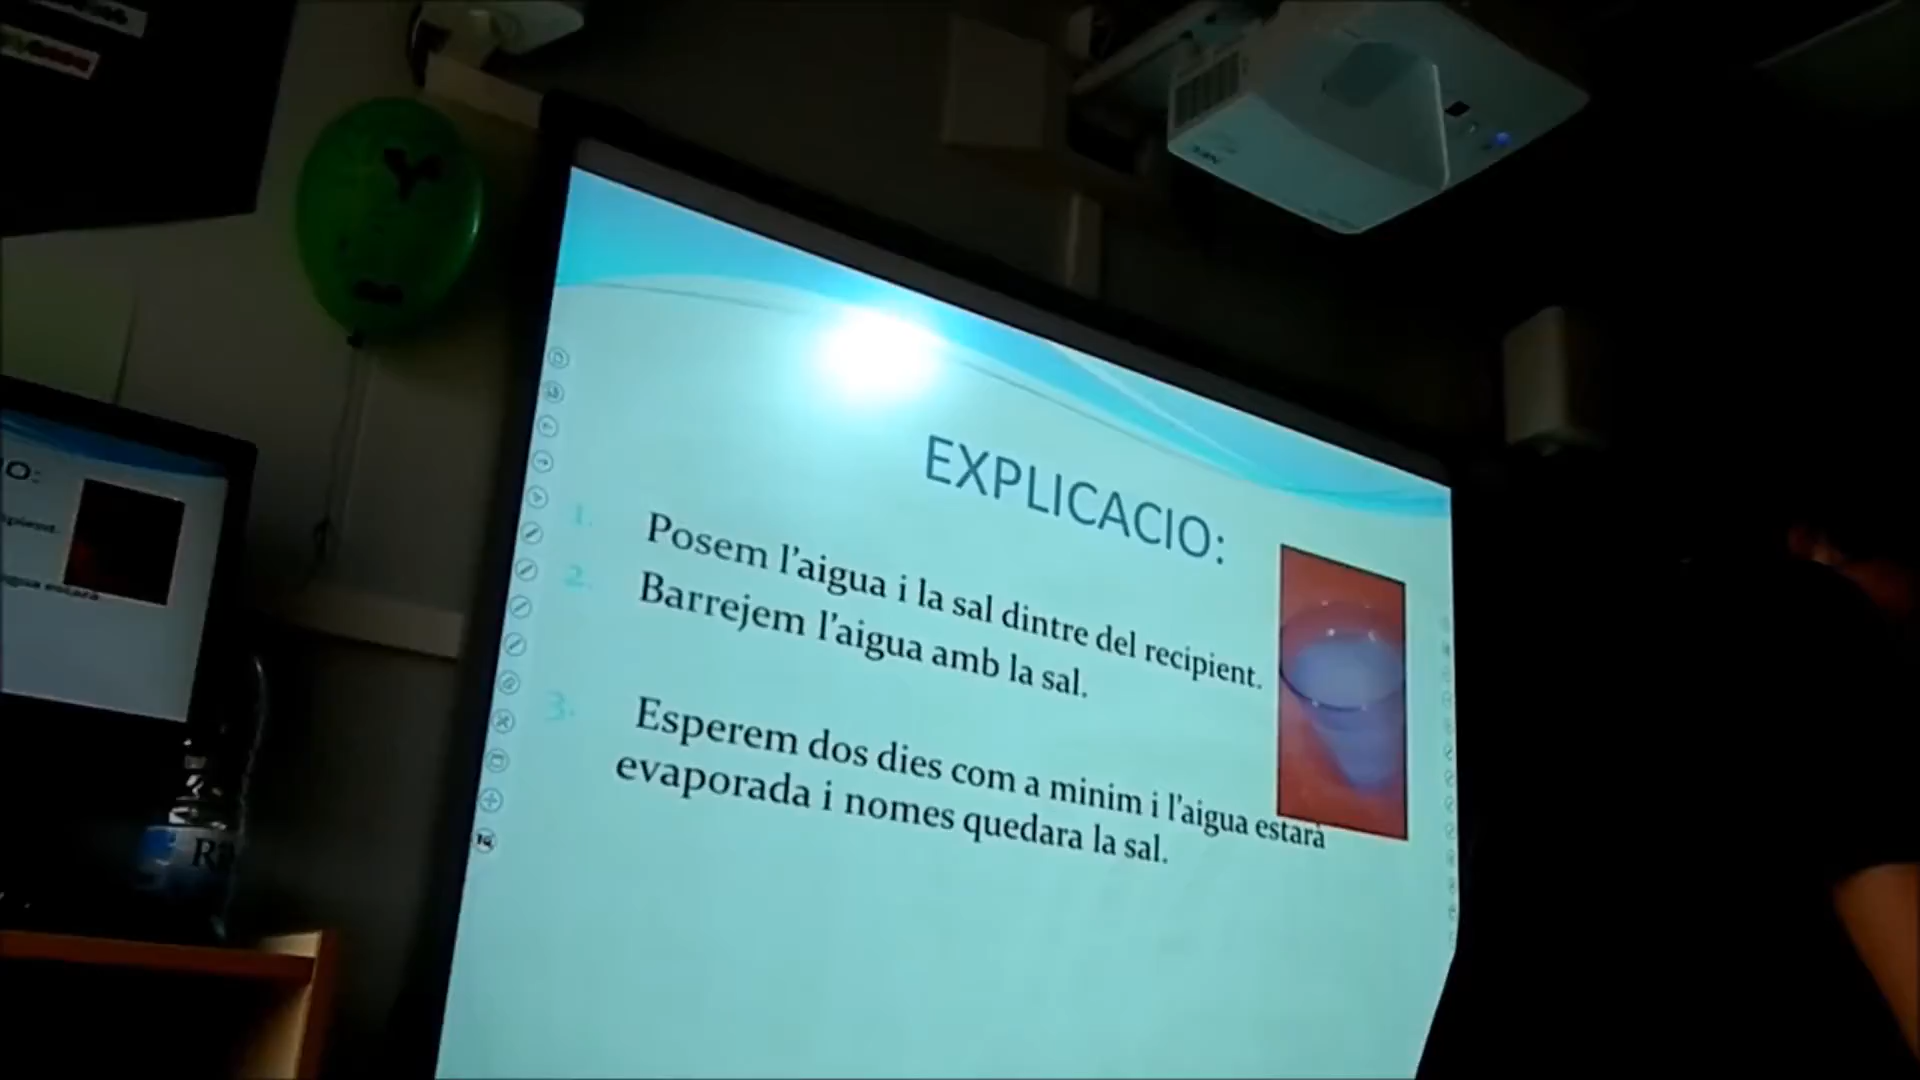 EXPLICACIO:
1. Posem l'aigua i la sal dintre del recipient.
2. Barrejem l'aigua amb la sal.
3. Esperem dos dies com a minim i l'aigua estarà
evaporada i nomes quedara la sal.
NEC